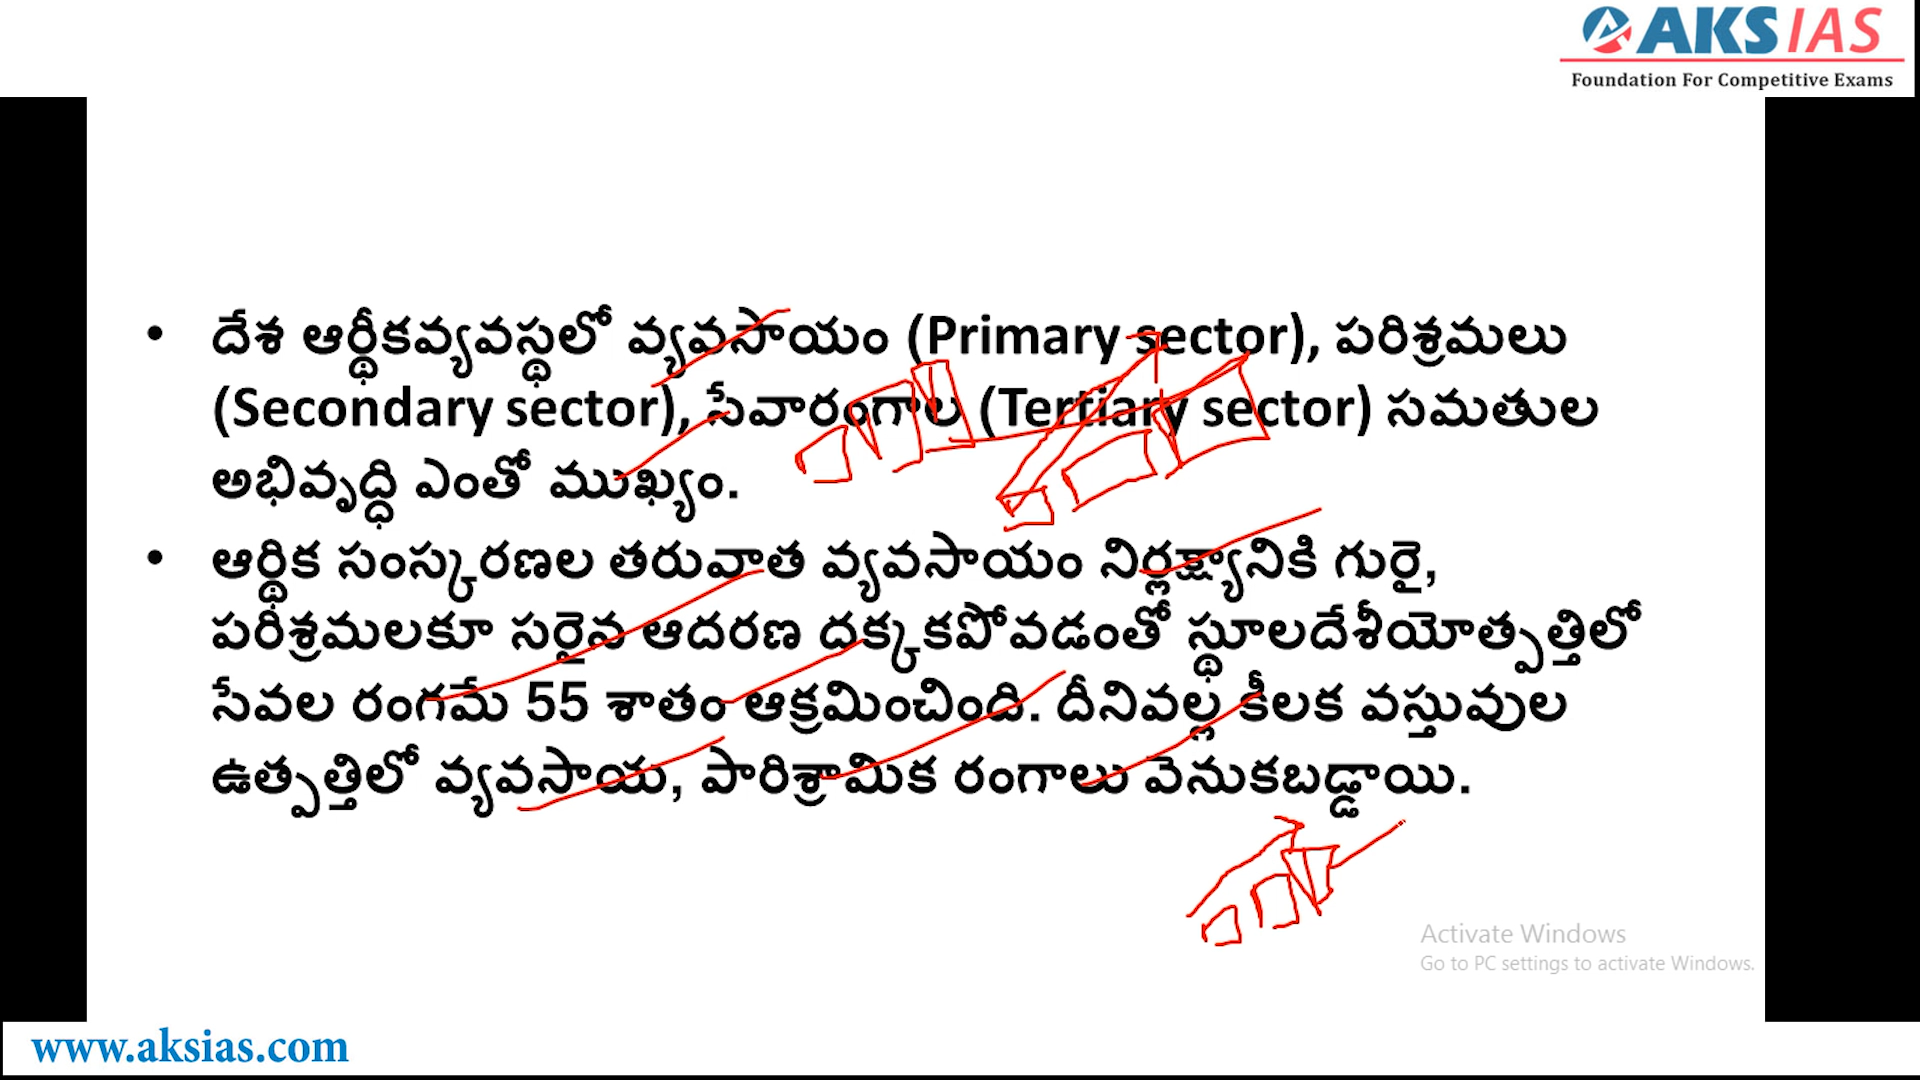 AKS IAS
Foundation For Competitive Exams
• దేశ ఆర్థీకవ్యవస్థలో వ్యవసాయం (Primary sector), పరిశ్రమలు
(Secondary sector), సేవారంగాల (Tertiary sector) సమతుల
అభివృద్ధి ఎంతో ముఖ్యం.
• ఆర్థిక సంస్కరణల తరువాత వ్యవసాయం నిర్లక్ష్యానికి గురై,
పరిశ్రమలకూ సరైన ఆదరణ దక్కకపోవడంతో స్థూలదేశీయోత్పత్తిలో
సేవల రంగమే 55 శాతం ఆక్రమించింది. దీనివల్ల కీలక వస్తువుల
ఉత్పత్తిలో వ్యవసాయ, పారిశ్రామిక రంగాలు వెనుకబడ్డాయి.
Activate Windows
Go to PC settings to activate Windows.
www.aksias.com